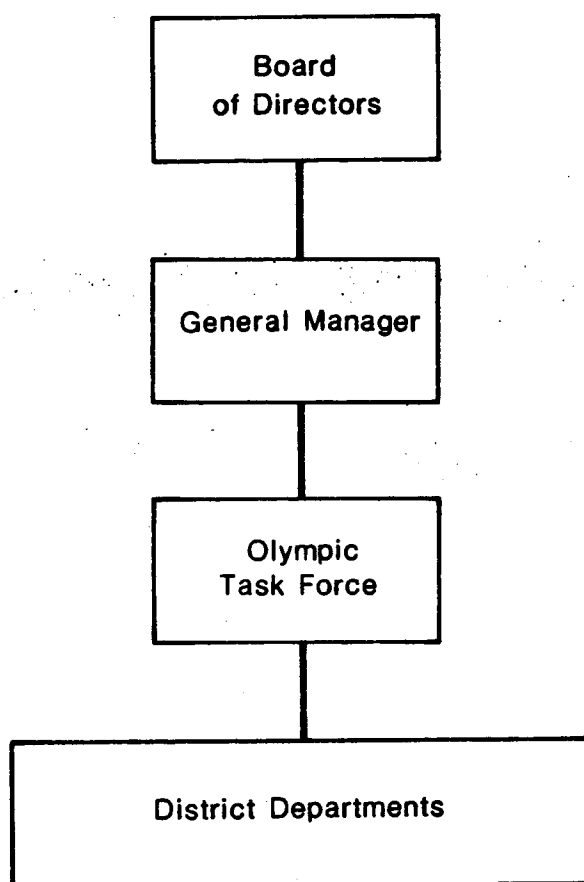 Board
of Directors
General Manager
Olympic
Task Force
District Departments